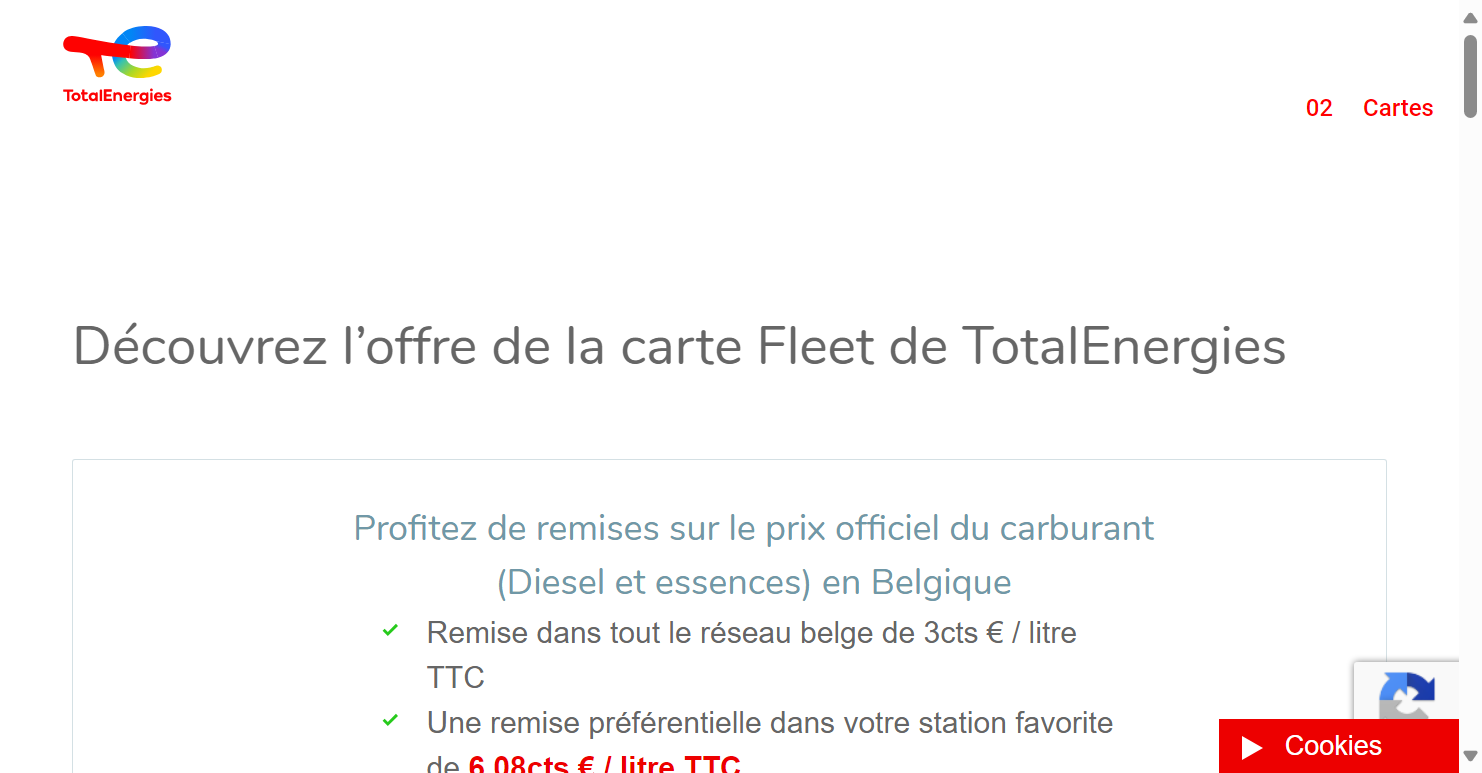 TotalEnergies
02 Cartes
Découvrez l’offre de la carte Fleet de TotalEnergies
Profitez de remises sur le prix officiel du carburant
(Diesel et essences) en Belgique
Remise dans tout le réseau belge de 3cts € / litre
TTC
Une remise préférentielle dans votre station favorite
de 6,08cts € / litre TTC
Cookies